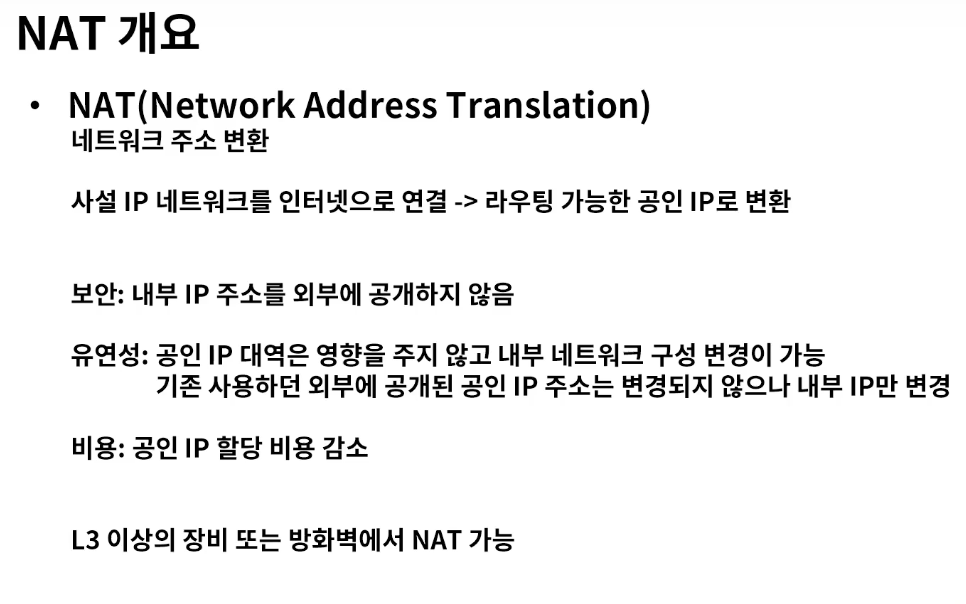 NAT 개요
• NAT(Network Address Translation)
네트워크 주소 변환
사설 IP 네트워크를 인터넷으로 연결 -> 라우팅 가능한 공인 IP로 변환
보안: 내부 IP 주소를 외부에 공개하지 않음
유연성: 공인 IP 대역은 영향을 주지 않고 내부 네트워크 구성 변경이 가능
기존 사용하던 외부에 공개된 공인 IP 주소는 변경되지 않으나 내부 IP만 변경
비용: 공인 IP 할당 비용 감소
L3 이상의 장비 또는 방화벽에서 NAT 가능